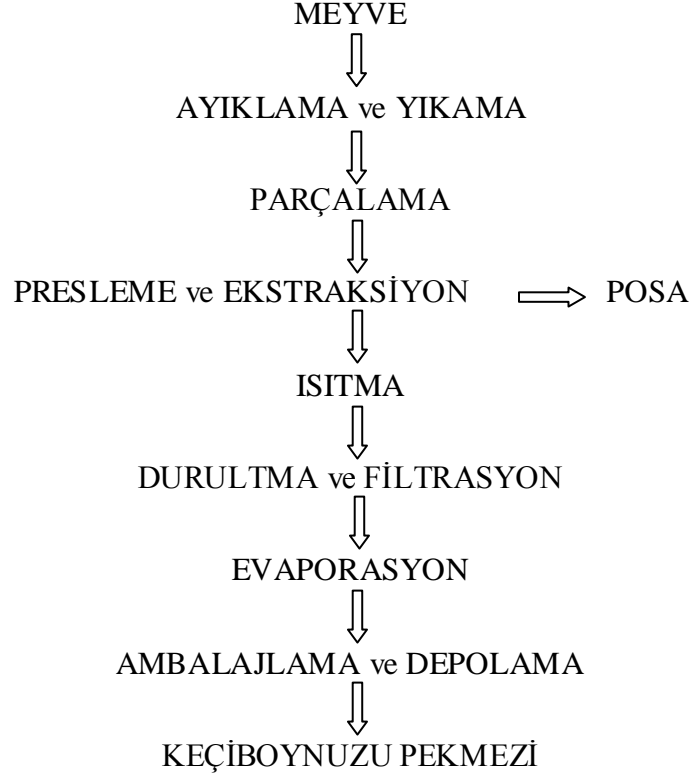 MEYVE
AYIKLAMA ve YIKAMA
PARÇALAMA
PRESLEME ve EKSTRAKSİYON POSA
ISITMA
DURULTMA ve FİLTRASYON
EVAPORASYON
AMBALAJLAMA ve DEPOLAMA
KEÇİBOYNUZU PEKMEZİ